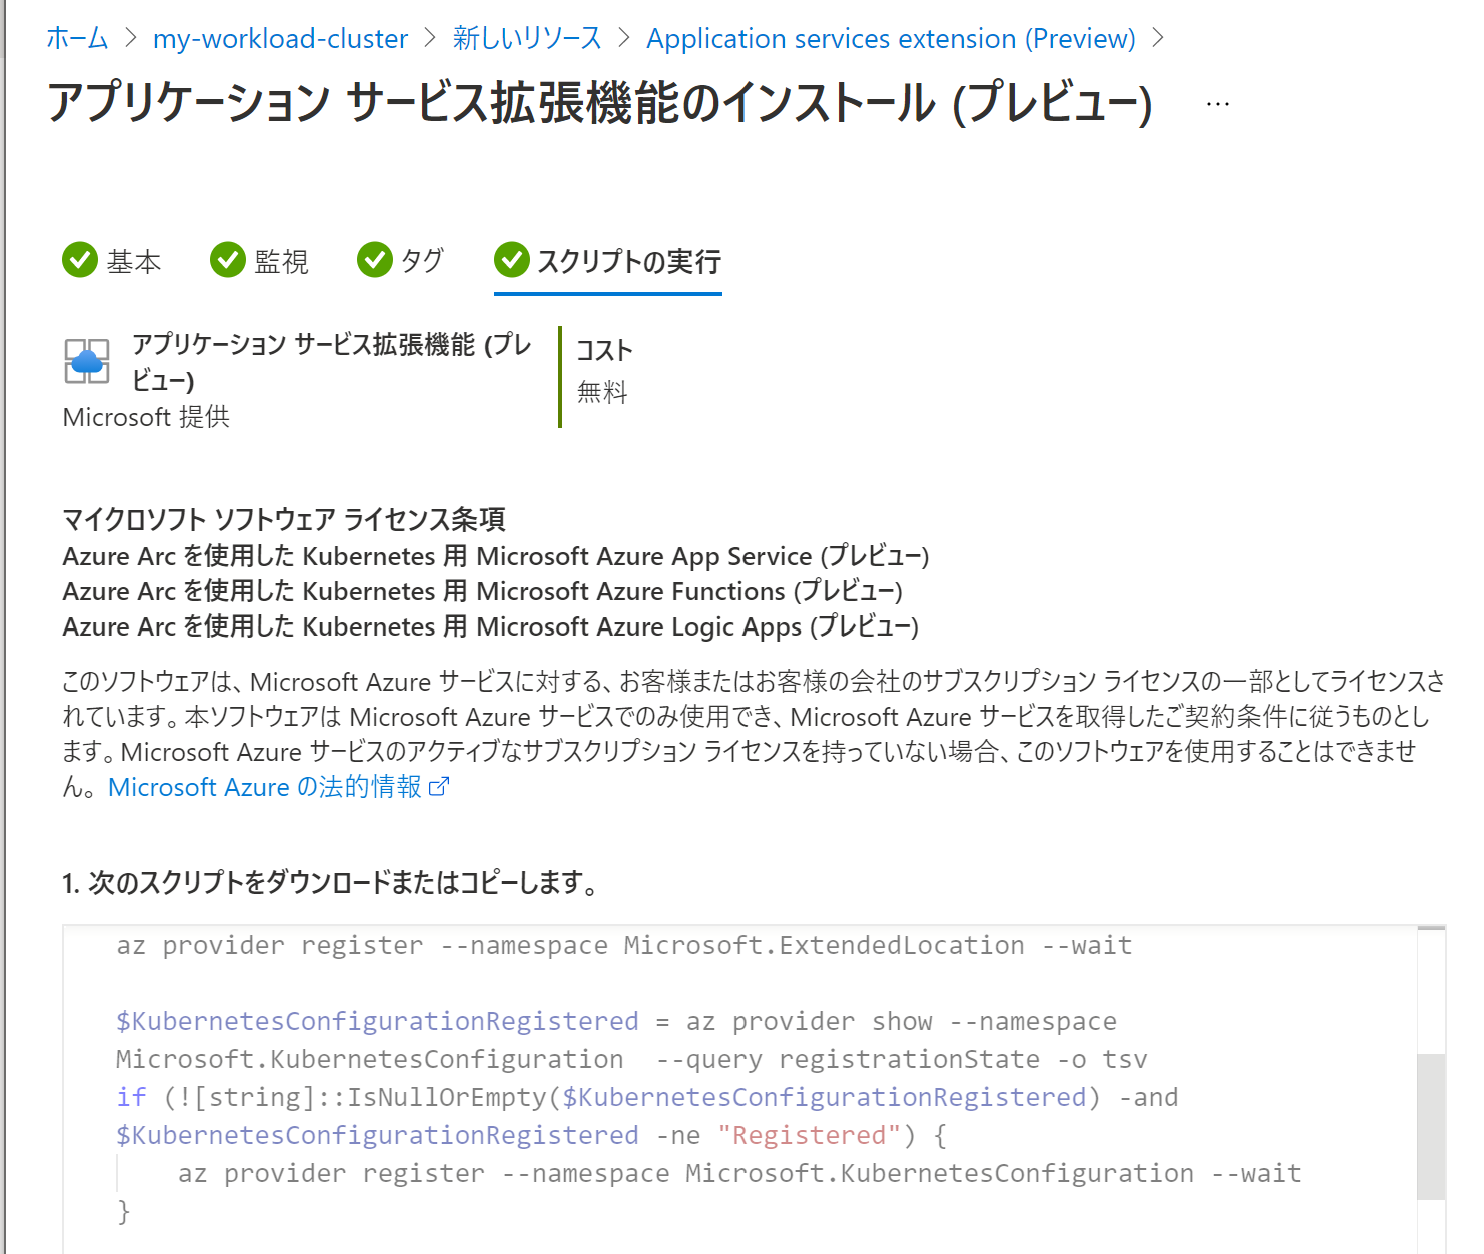 ホーム > my-workload-cluster > 新しいリソース > Application services extension (Preview) >
アプリケーション サービス拡張機能のインストール (プレビュー) ...
基本 監視 タグ スクリプトの実行
アプリケーション サービス拡張機能 (プレ
ビュー)
Microsoft 提供
コスト
無料
マイクロソフト ソフトウェア ライセンス条項
Azure Arc を使用した Kubernetes 用 Microsoft Azure App Service (プレビュー)
Azure Arc を使用した Kubernetes 用 Microsoft Azure Functions (プレビュー)
Azure Arc を使用した Kubernetes 用 Microsoft Azure Logic Apps (プレビュー)
このソフトウェアは、Microsoft Azure サービスに対する、お客様またはお客様の会社のサブスクリプション ライセンスの一部としてライセンスさ
れています。本ソフトウェアは Microsoft Azure サービスでのみ使用でき、Microsoft Azure サービスを取得したご契約条件に従うものとし
ます。Microsoft Azure サービスのアクティブなサブスクリプション ライセンスを持っていない場合、このソフトウェアを使用することはできませ
ん。 Microsoft Azure の法的情報
1. 次のスクリプトをダウンロードまたはコピーします。
az provider register --namespace Microsoft.ExtendedLocation --wait
$KubernetesConfigurationRegistered = az provider show --namespace
Microsoft.KubernetesConfiguration  --query registrationState -o tsv
if (![string]::IsNullOrEmpty($KubernetesConfigurationRegistered) -and
$KubernetesConfigurationRegistered -ne "Registered") {
    az provider register --namespace Microsoft.KubernetesConfiguration --wait
}